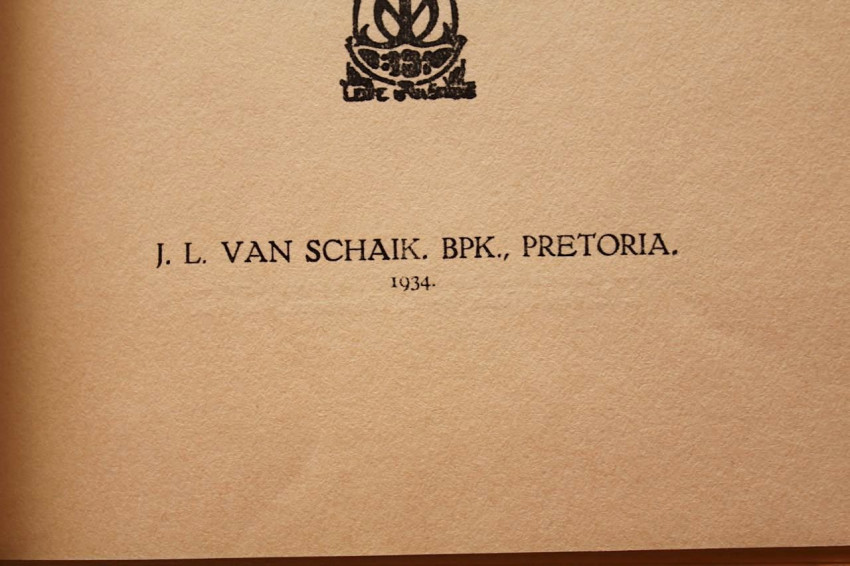 J. L. VAN SCHAIK. BPK., PRETORIA.
1934.